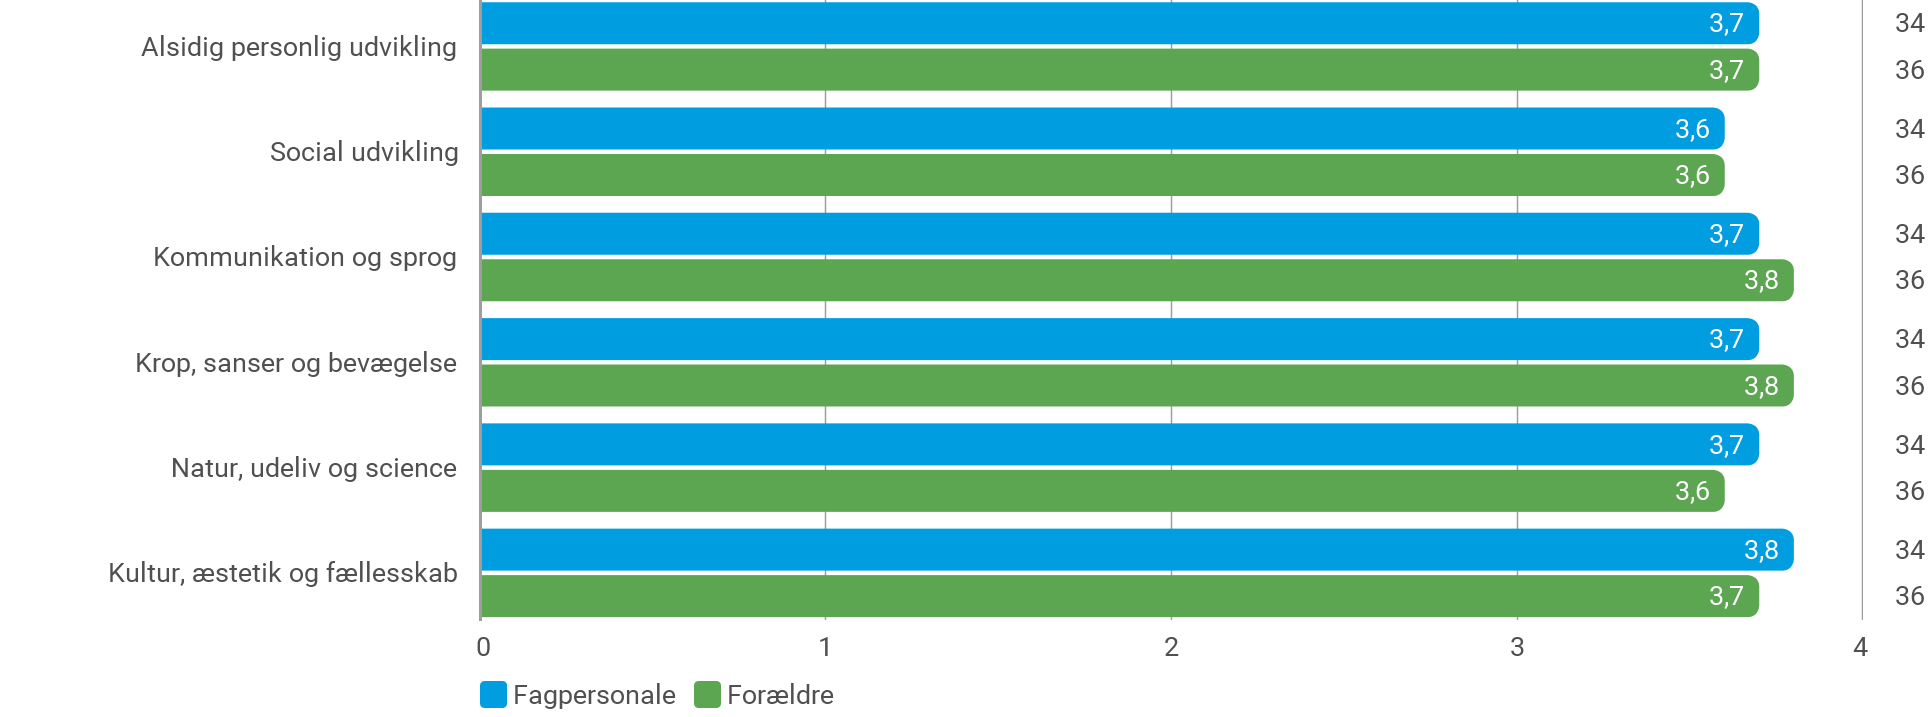 3,7 34
Alsidig personlig udvikling
3,7 36
3,6 34
Social udvikling
3,6 36
3,7 34
Kommunikation og sprog
3,8 36
3,7 34
Krop, sanser og bevægelse
3,8 36
3,7 34
Natur, udeliv og science
3,6 36
3,8 34
Kultur, æstetik og fællesskab
3,7 36
0 1 2 3 4
Fagpersonale Forældre